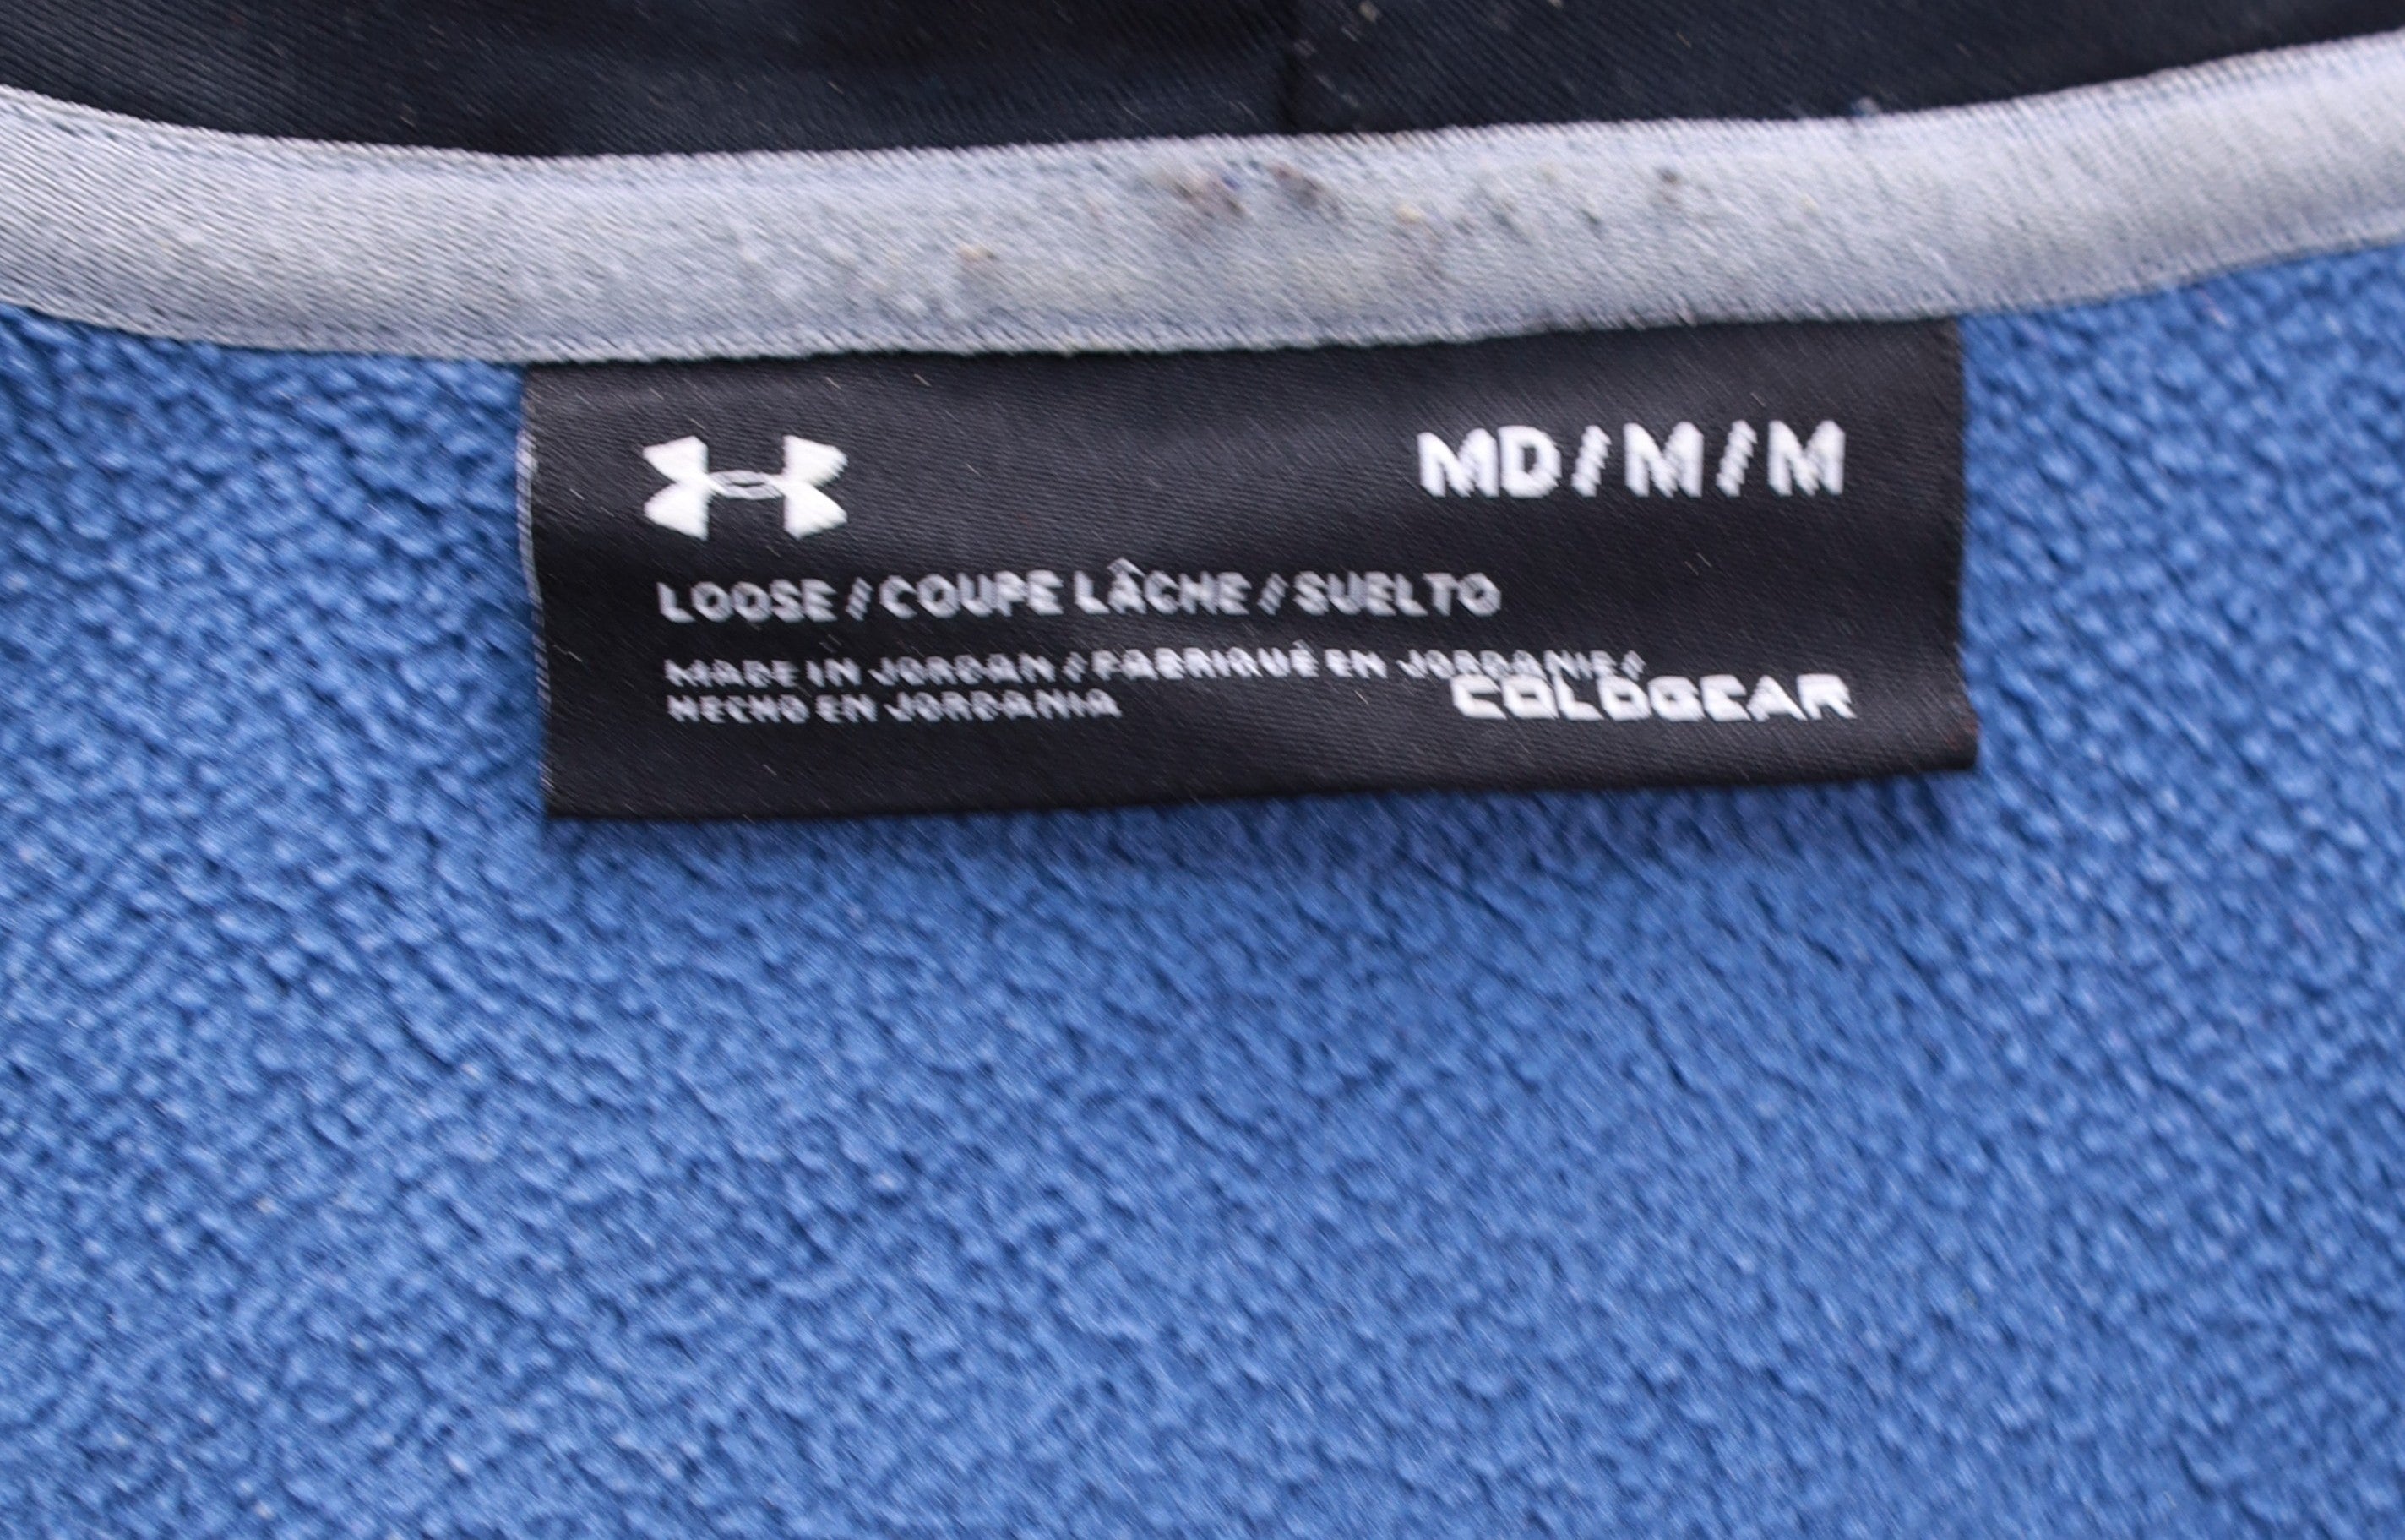 MD/M/M
LOOSE/COUPE LÂCHE/SUELTO
MADE IN JORDAN/FABRIQUÉ EN JORDANIE/
HECHO EN JORDANIA
COLDGEAR